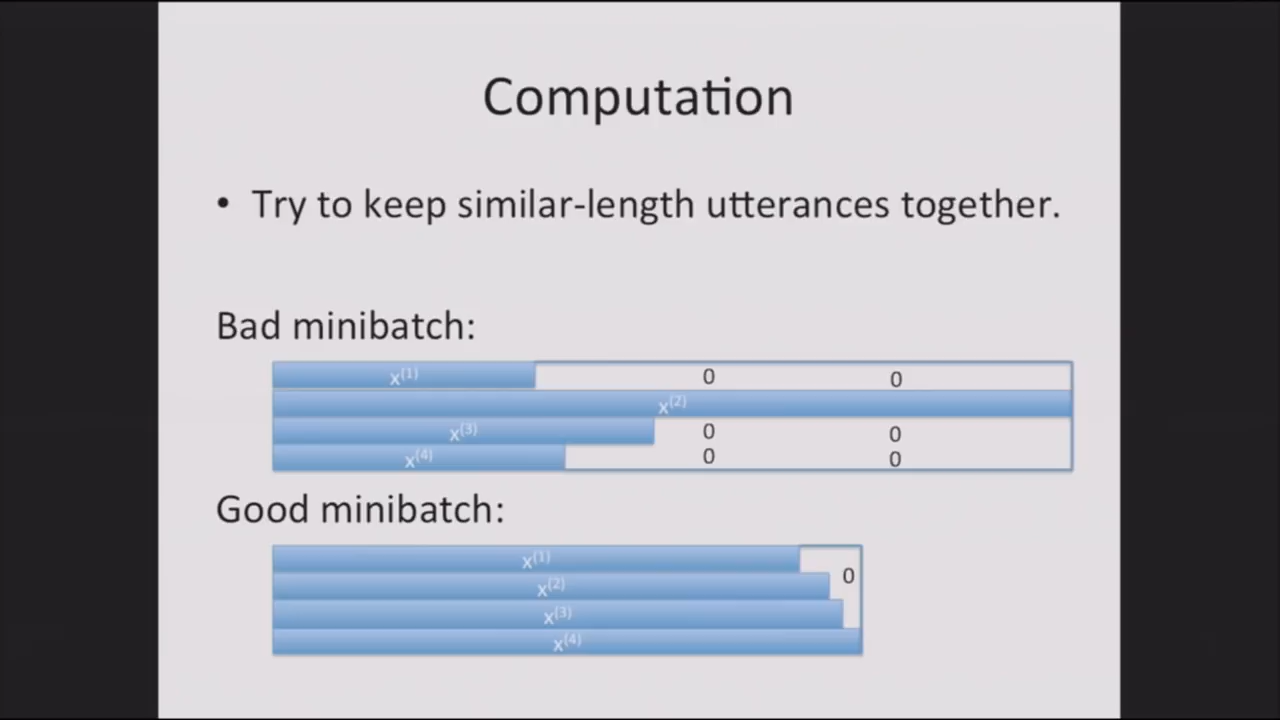 Computation
• Try to keep similar-length utterances together.
Bad minibatch:
x(1) 0 0
x(2)
x(3) 0 0
x(4) 0 0
Good minibatch:
x(1)
0
x(2)
x(3)
x(4)